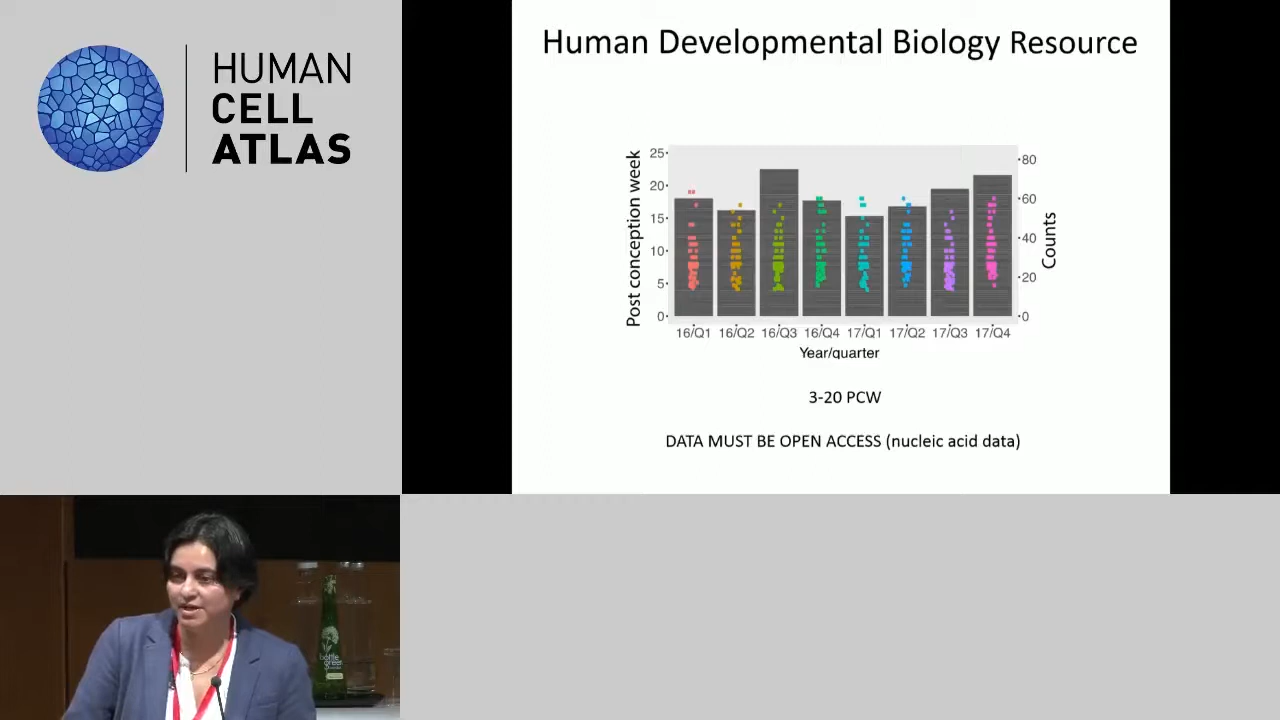 HUMAN
CELL
ATLAS
Human Developmental Biology Resource
Post conception week
25
20
15
10
5
0
80
60
40
20
0
Counts
16/Q1 16/Q2 16/Q3 16/Q4 17/Q1 17/Q2 17/Q3 17/Q4
Year/quarter
3-20 PCW
DATA MUST BE OPEN ACCESS (nucleic acid data)
bottle
green